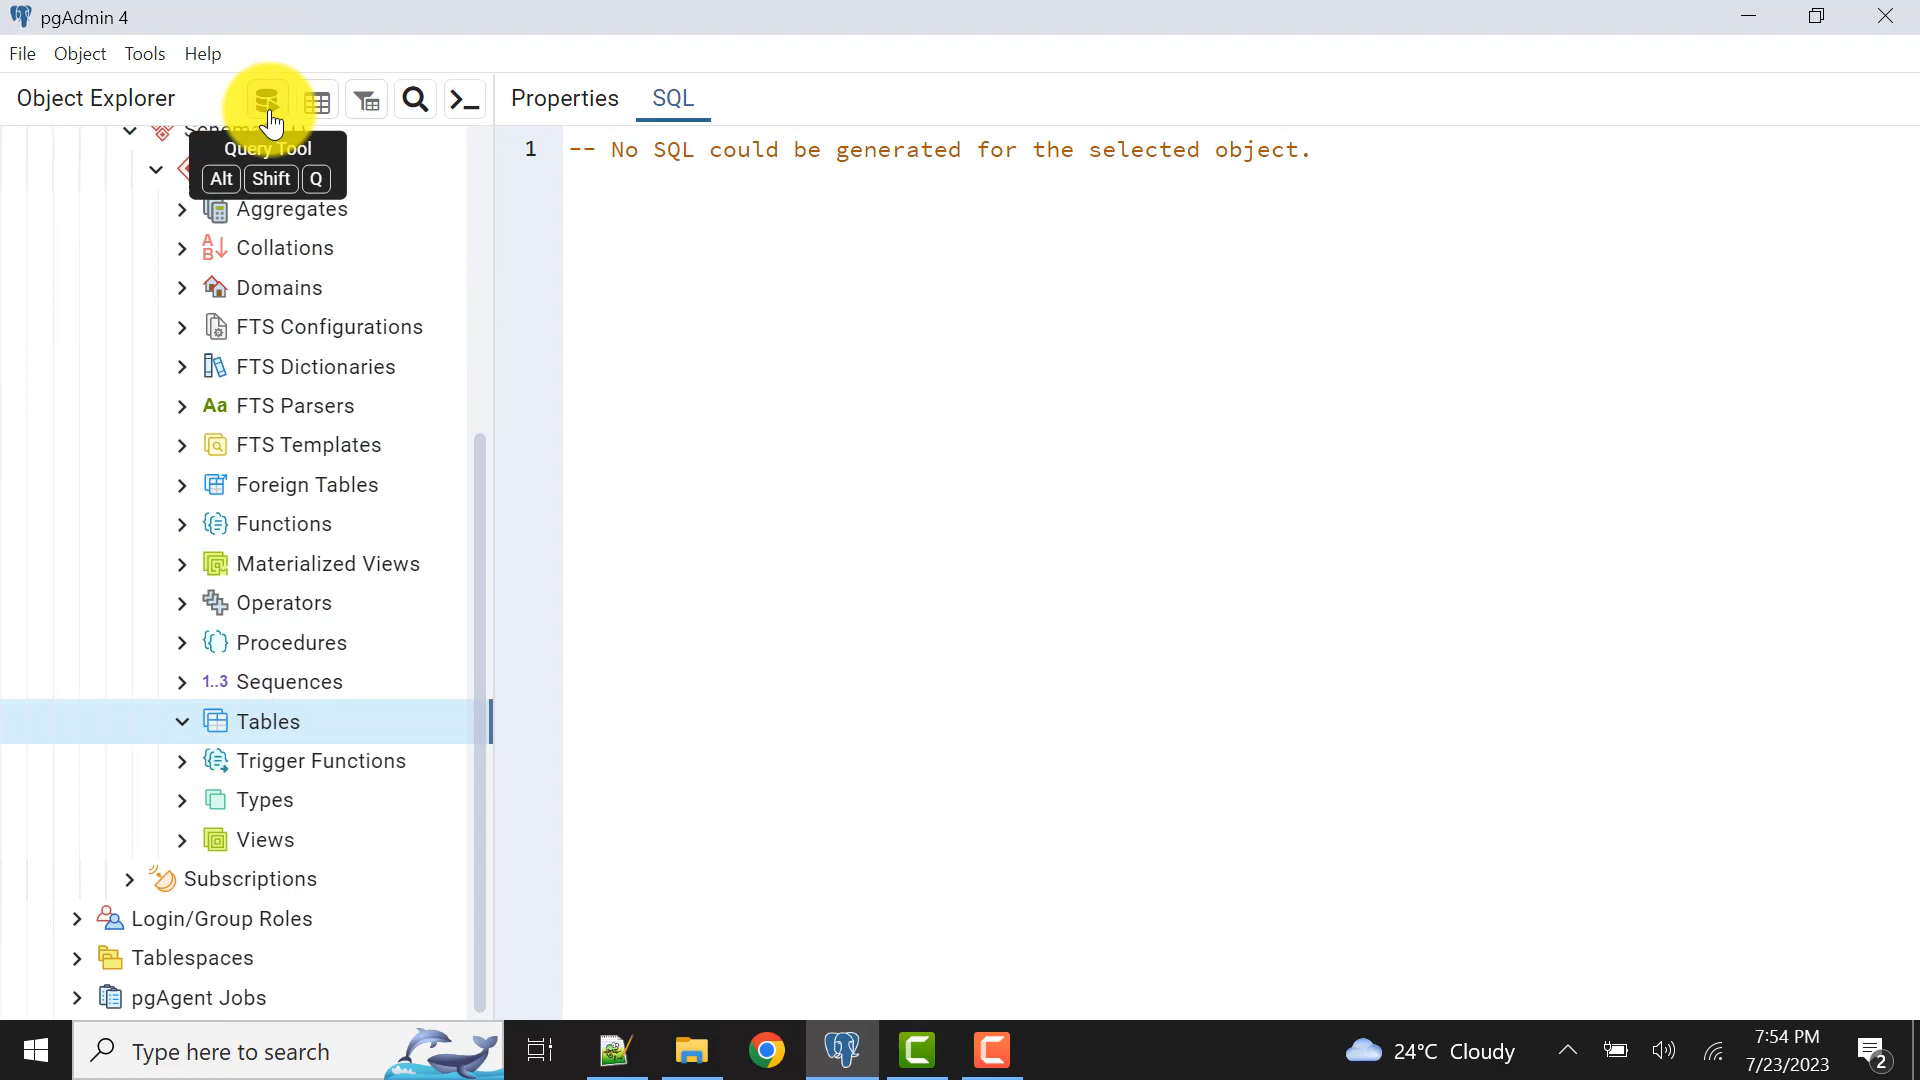 pgAdmin 4
File Object Tools Help
Object Explorer
Properties SQL
Query Tool
Alt Shift Q
1 -- No SQL could be generated for the selected object.
Aggregates
Collations
Domains
FTS Configurations
FTS Dictionaries
Aa FTS Parsers
FTS Templates
Foreign Tables
Functions
Materialized Views
Operators
Procedures
1..3 Sequences
Tables
Trigger Functions
Types
Views
Subscriptions
Login/Group Roles
Tablespaces
pgAgent Jobs
Type here to search
24°C Cloudy
7:54 PM
7/23/2023
2